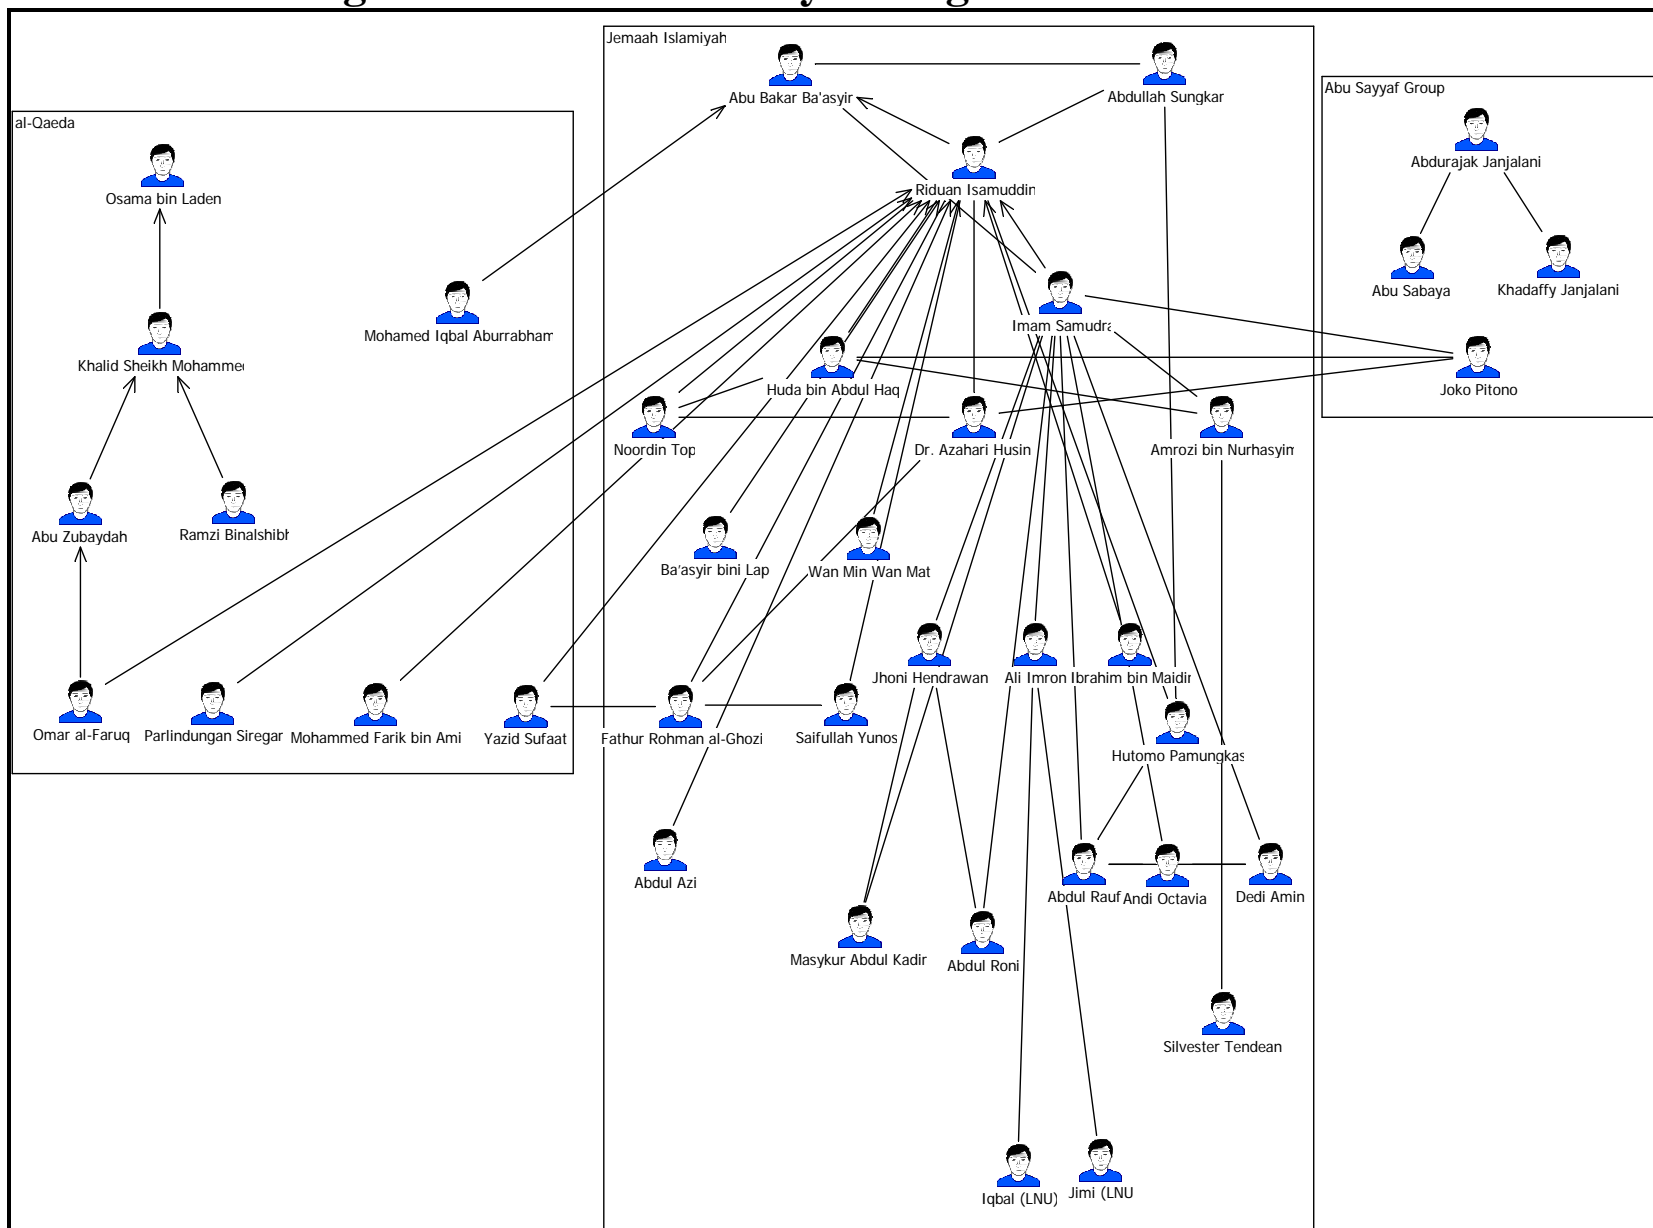 Jemaah Islamiyah
Abu Bakar Ba'asyir
Abdullah Sungkar
Abu Sayyaf Group
al-Qaeda
Abdurajak Janjalani
Osama bin Laden
Riduan Isamuddin
Abu Sabaya
Khadaffy Janjalani
Mohamed Iqbal Aburrabham
Imam Samudra
Khalid Sheikh Mohammed
Huda bin Abdul Haq
Joko Pitono
Noordin Top
Dr. Azahari Husin
Amrozi bin Nurhasyim
Abu Zubaydah
Ramzi Binalshibh
Ba'asyir bini Lap
Wan Min Wan Mat
Jhoni Hendrawan
Ali Imron
Ibrahim bin Maidin
Omar al-Faruq
Parlindungan Siregar
Mohammed Farik bin Ami
Yazid Sufaat
Fathur Rohman al-Ghozi
Saifullah Yunos
Hutomo Pamungkas
Abdul Azi
Abdul Rauf
Andi Octavia
Dedi Amin
Masykur Abdul Kadir
Abdul Roni
Silvester Tendean
Iqbal (LNU)
Jimi (LNU